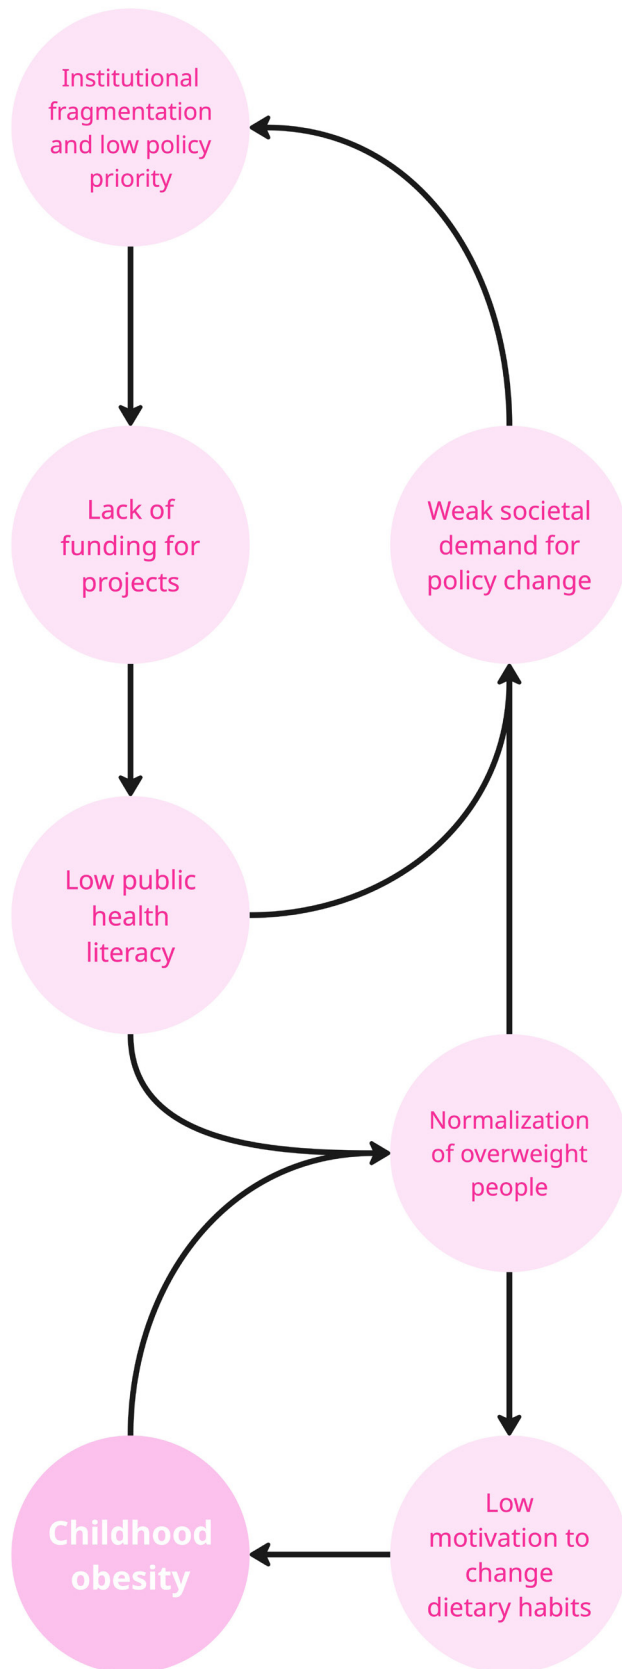 Institutional
fragmentation
and low policy
priority
Lack of
funding for
projects
Weak societal
demand for
policy change
Low public
health
literacy
Normalization
of overweight
people
Childhood
obesity
Low
motivation to
change
dietary habits